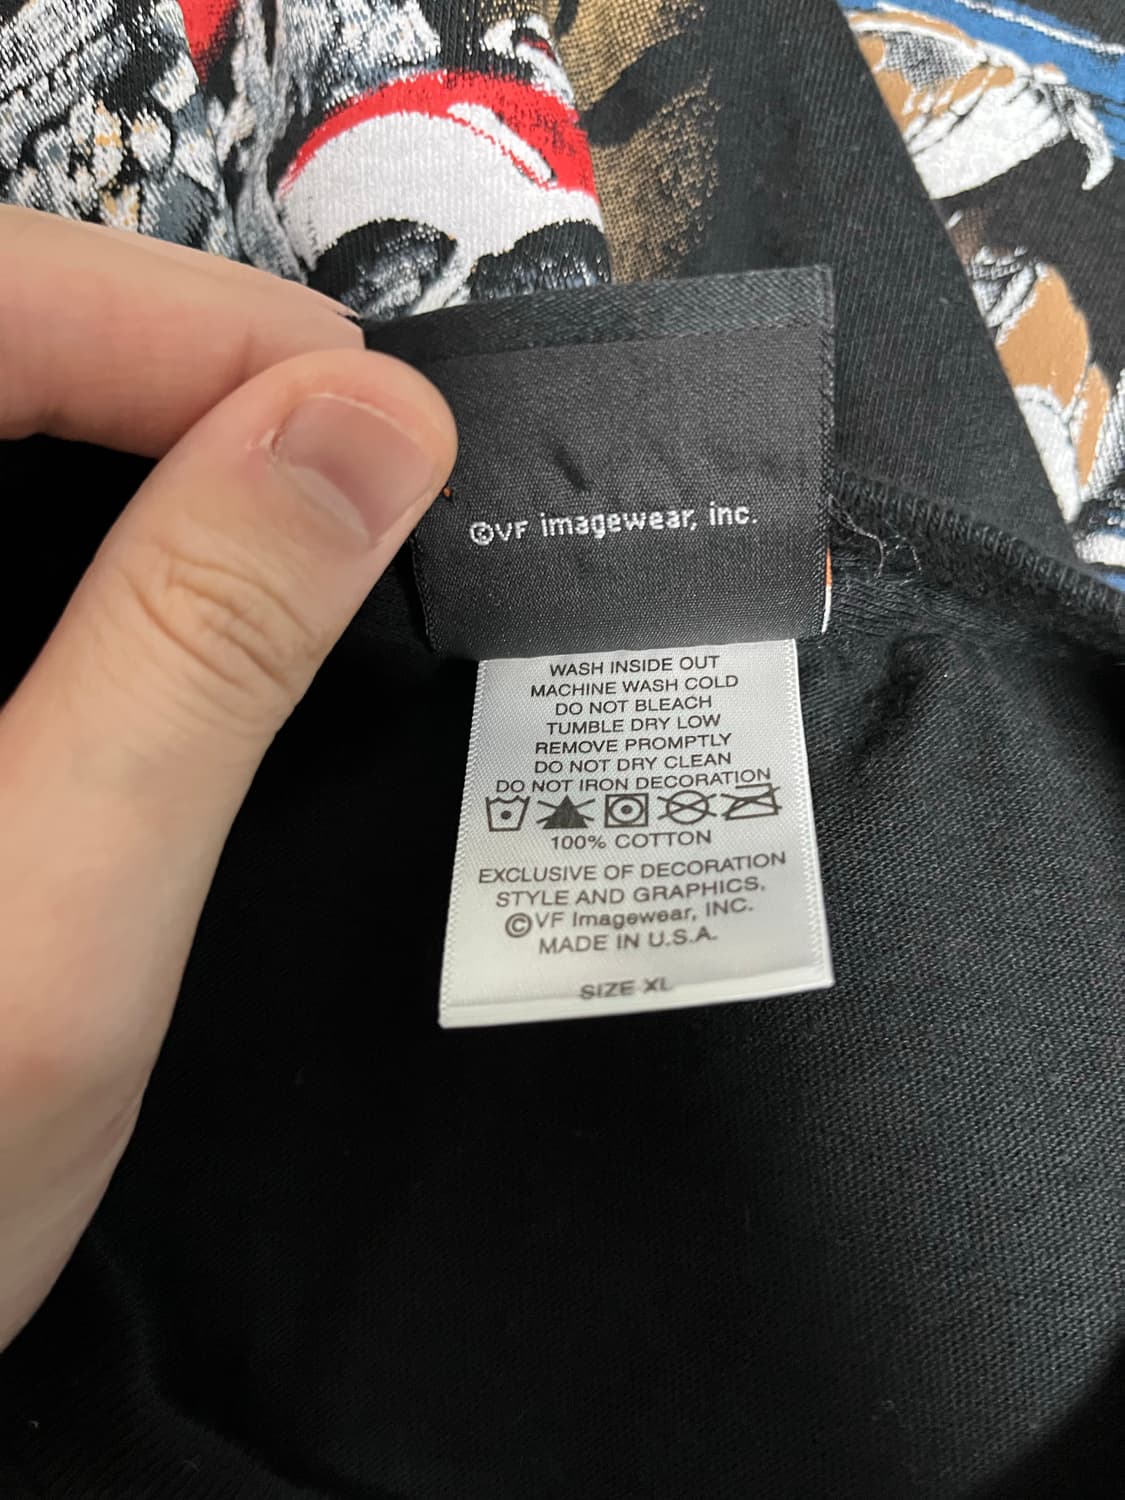 ©VF imagewear, inc.
WASH INSIDE OUT
MACHINE WASH COLD
DO NOT BLEACH
TUMBLE DRY LOW
REMOVE PROMPTLY
DO NOT DRY CLEAN
DO NOT IRON DECORATION
100% COTTON
EXCLUSIVE OF DECORATION
STYLE AND GRAPHICS,
©VF Imagewear, INC.
MADE IN U.S.A.
SIZE XL